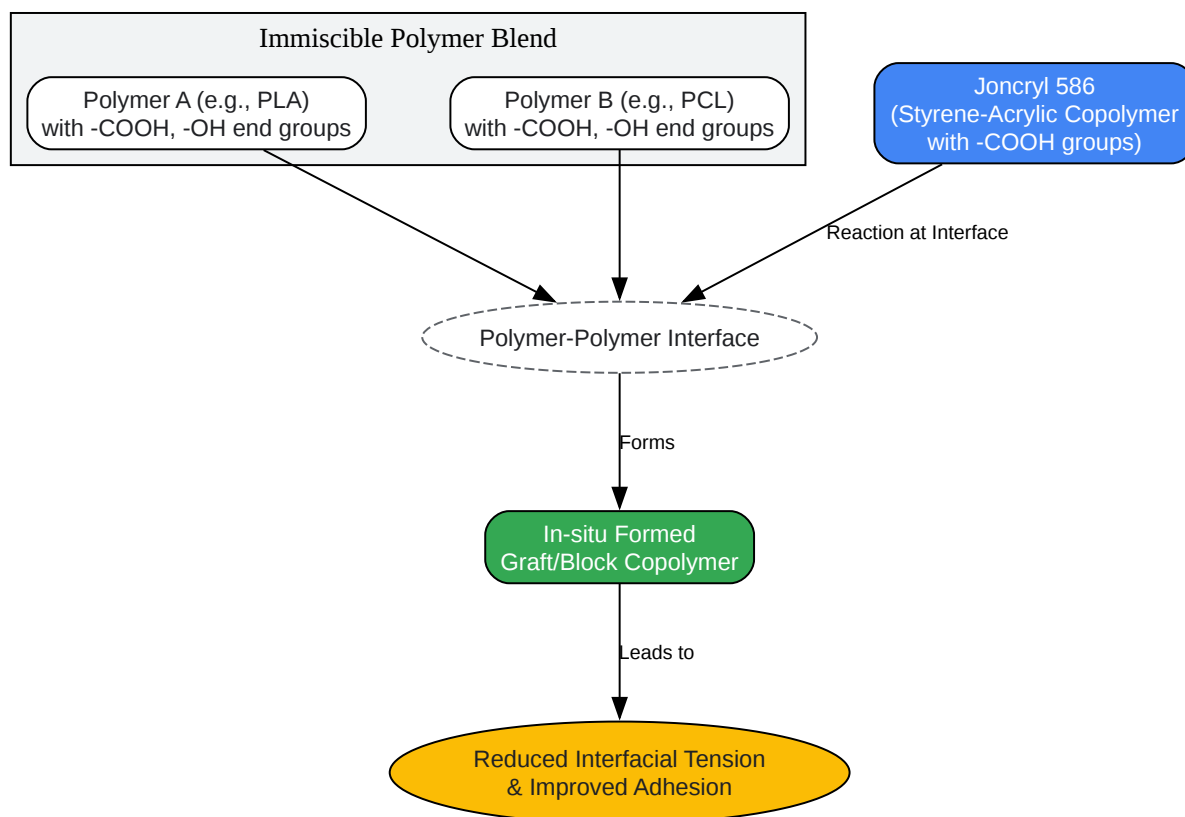 Immiscible Polymer Blend
Polymer A (e.g., PLA)
with -COOH, -OH end groups
Polymer B (e.g., PCL)
with -COOH, -OH end groups
Joncryl 586
(Styrene-Acrylic Copolymer
with -COOH groups)
Reaction at Interface
Polymer-Polymer Interface
Forms
In-situ Formed
Graft/Block Copolymer
Leads to
Reduced Interfacial Tension
& Improved Adhesion